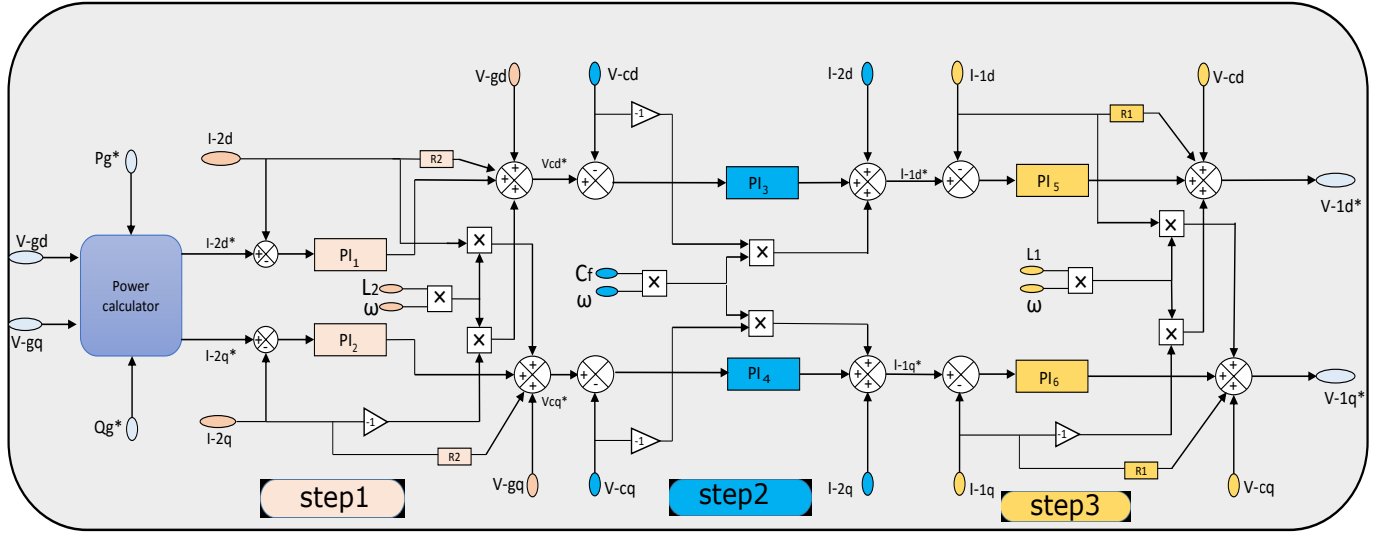 V-gd
V-cd
I-2d
I-1d
V-cd
-1
R1
I-2d
Pg*
R2
Vcd*
PI3
I-1d*
PI5
V-1d*
V-gd
I-2d*
PI1
Power
calculator
L2
ω
Cf
ω
L1
ω
V-gq
I-2q*
PI2
I-1q*
PI4
PI6
Vcq*
V-1q*
Qg*
I-2q
-1
R2
-1
-1
R1
V-gq
V-cq
I-2q
I-1q
V-cq
step1
step2
step3